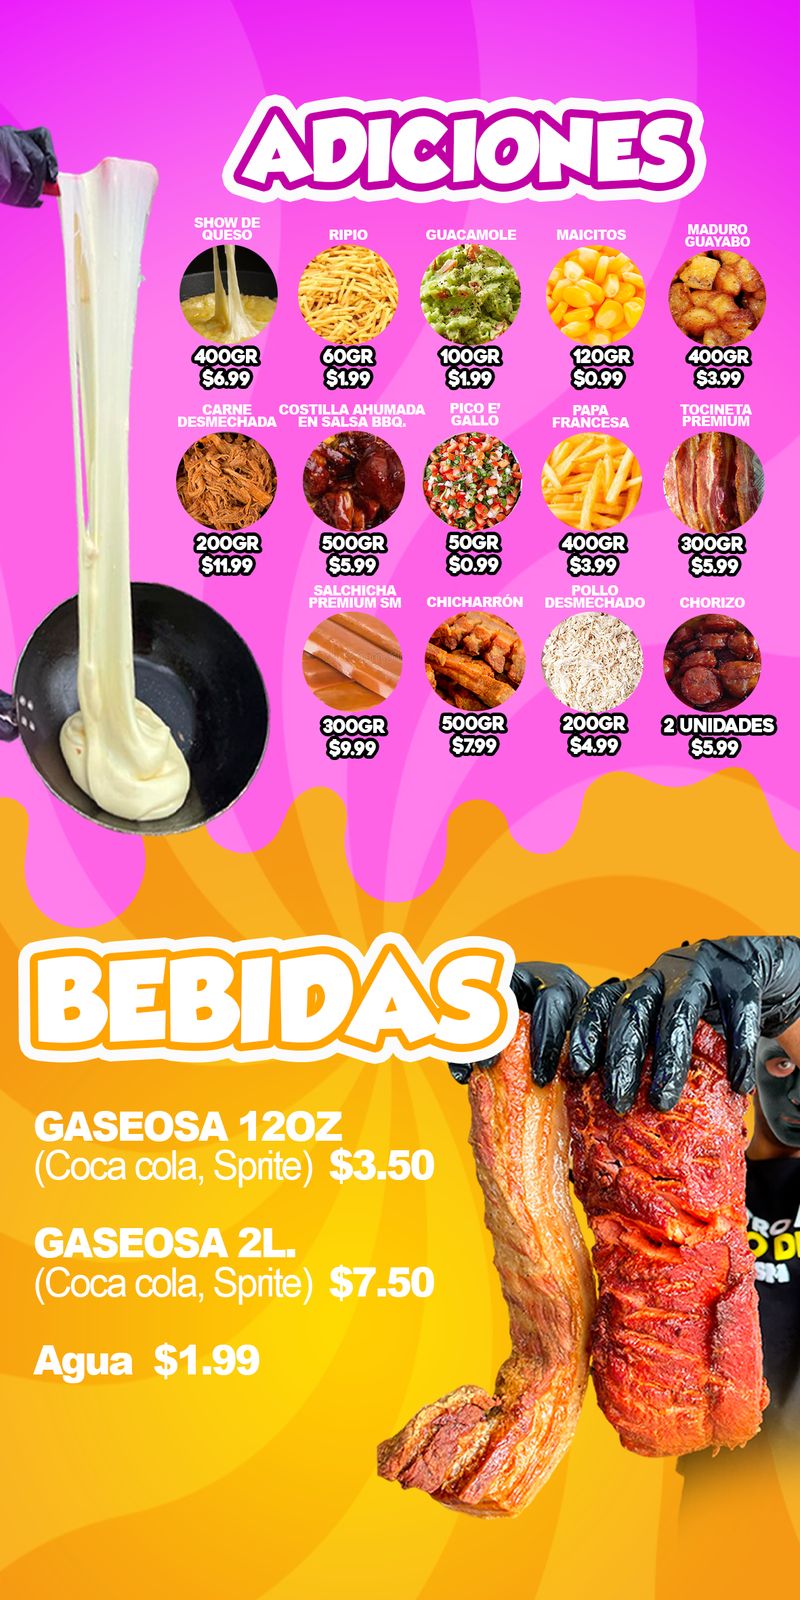 ADICIONES
SHOW DE
QUESO
400GR
$6.99
RIPIO
60GR
$1.99
GUACAMOLE
100GR
$1.99
MAICITOS
120GR
$0.99
MADURO
GUAYABO
400GR
$3.99
CARNE
DESMECHADA
200GR
$11.99
COSTILLA AHUMADA
EN SALSA BBQ.
500GR
$5.99
PICO E'
GALLO
50GR
$0.99
PAPA
FRANCESA
400GR
$3.99
TOCINETA
PREMIUM
300GR
$5.99
SALCHICHA
PREMIUM SM
300GR
$9.99
CHICHARRÓN
500GR
$7.99
POLLO
DESMECHADO
200GR
$4.99
CHORIZO
2 UNIDADES
$5.99
BEBIDAS
GASEOSA 12OZ
(Coca cola, Sprite) $3.50
GASEOSA 2L.
(Coca cola, Sprite) $7.50
Agua $1.99